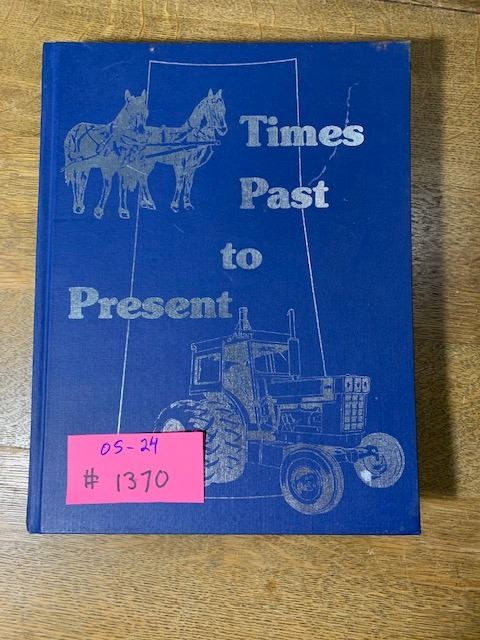 Times
Past
to
Present
OS-24
# 1370